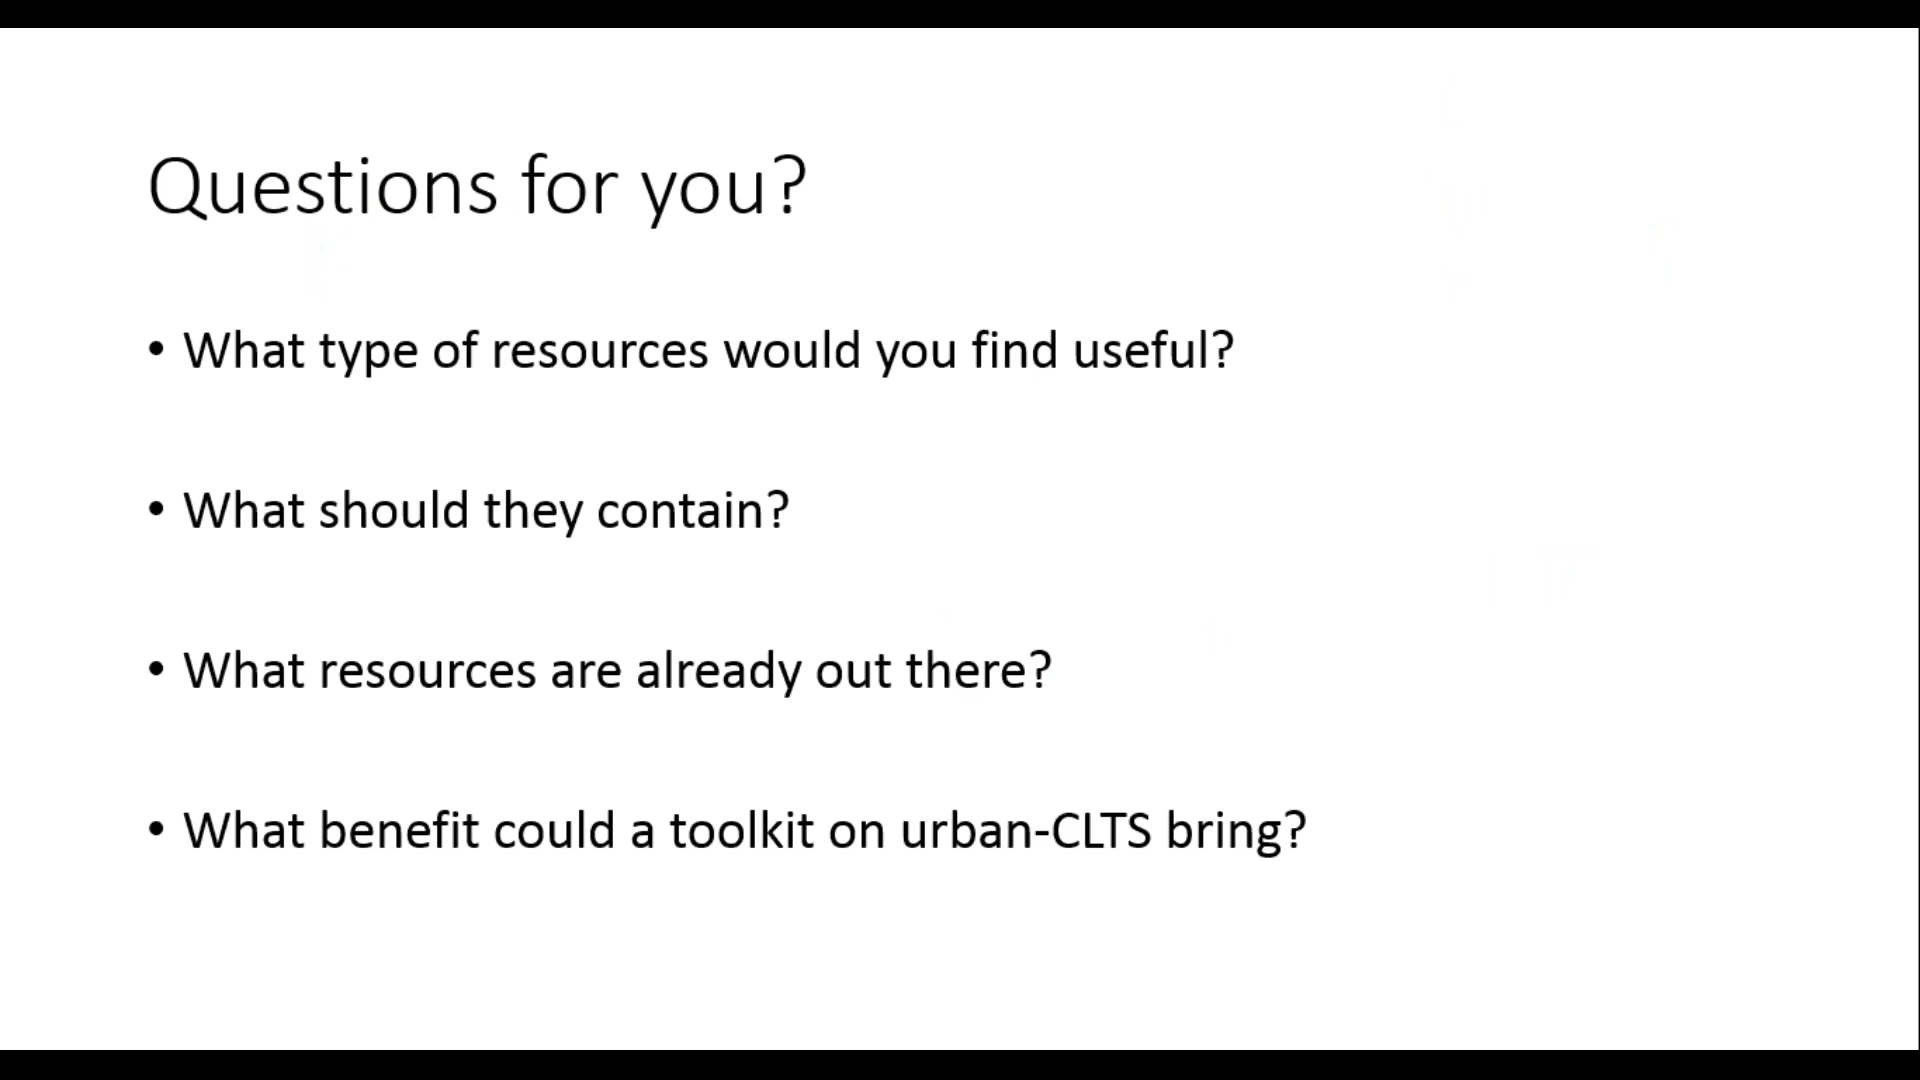 Questions for you?
• What type of resources would you find useful?
• What should they contain?
• What resources are already out there?
• What benefit could a toolkit on urban-CLTS bring?